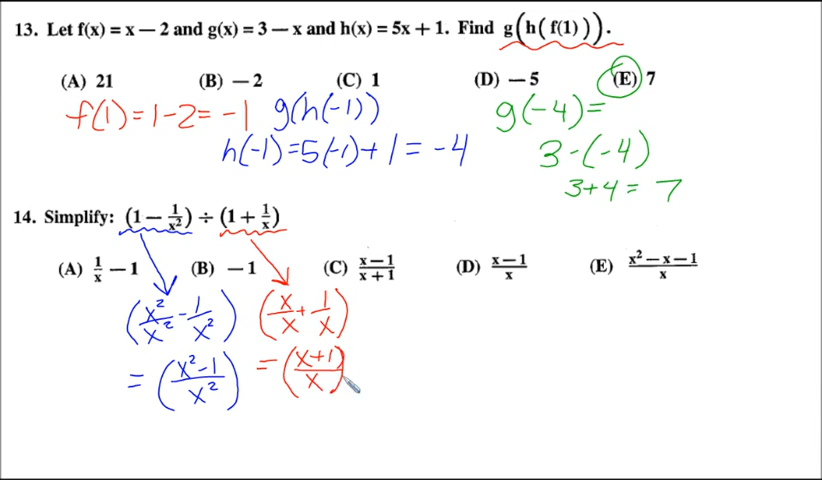 13. Let f(x) = x — 2 and g(x) = 3 — x and h(x) = 5x + 1. Find g(h(f(1))).
(A) 21 (B) — 2 (C) 1 (D) — 5 (E) 7
f(1) = 1 - 2 = -1 g(h(-1)) g(-4) =
h(-1) = 5(-1) + 1 = -4 3 - (-4)
3 + 4 = 7
14. Simplify: (1 — 1/x²) ÷ (1 + 1/x)
(A) 1/x — 1 (B) — 1 (C) x—1/x+1 (D) x—1/x (E) x² — x — 1/x
(x²/x² - 1/x²) (x/x + 1/x)
= (x² - 1/x²) = (x+1/x)